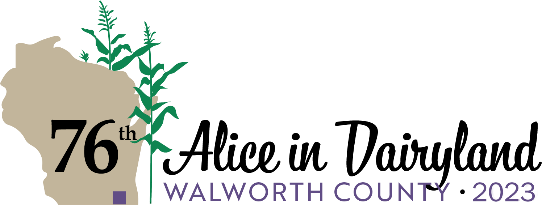 76th
Alice in Dairyland
WALWORTH COUNTY • 2023